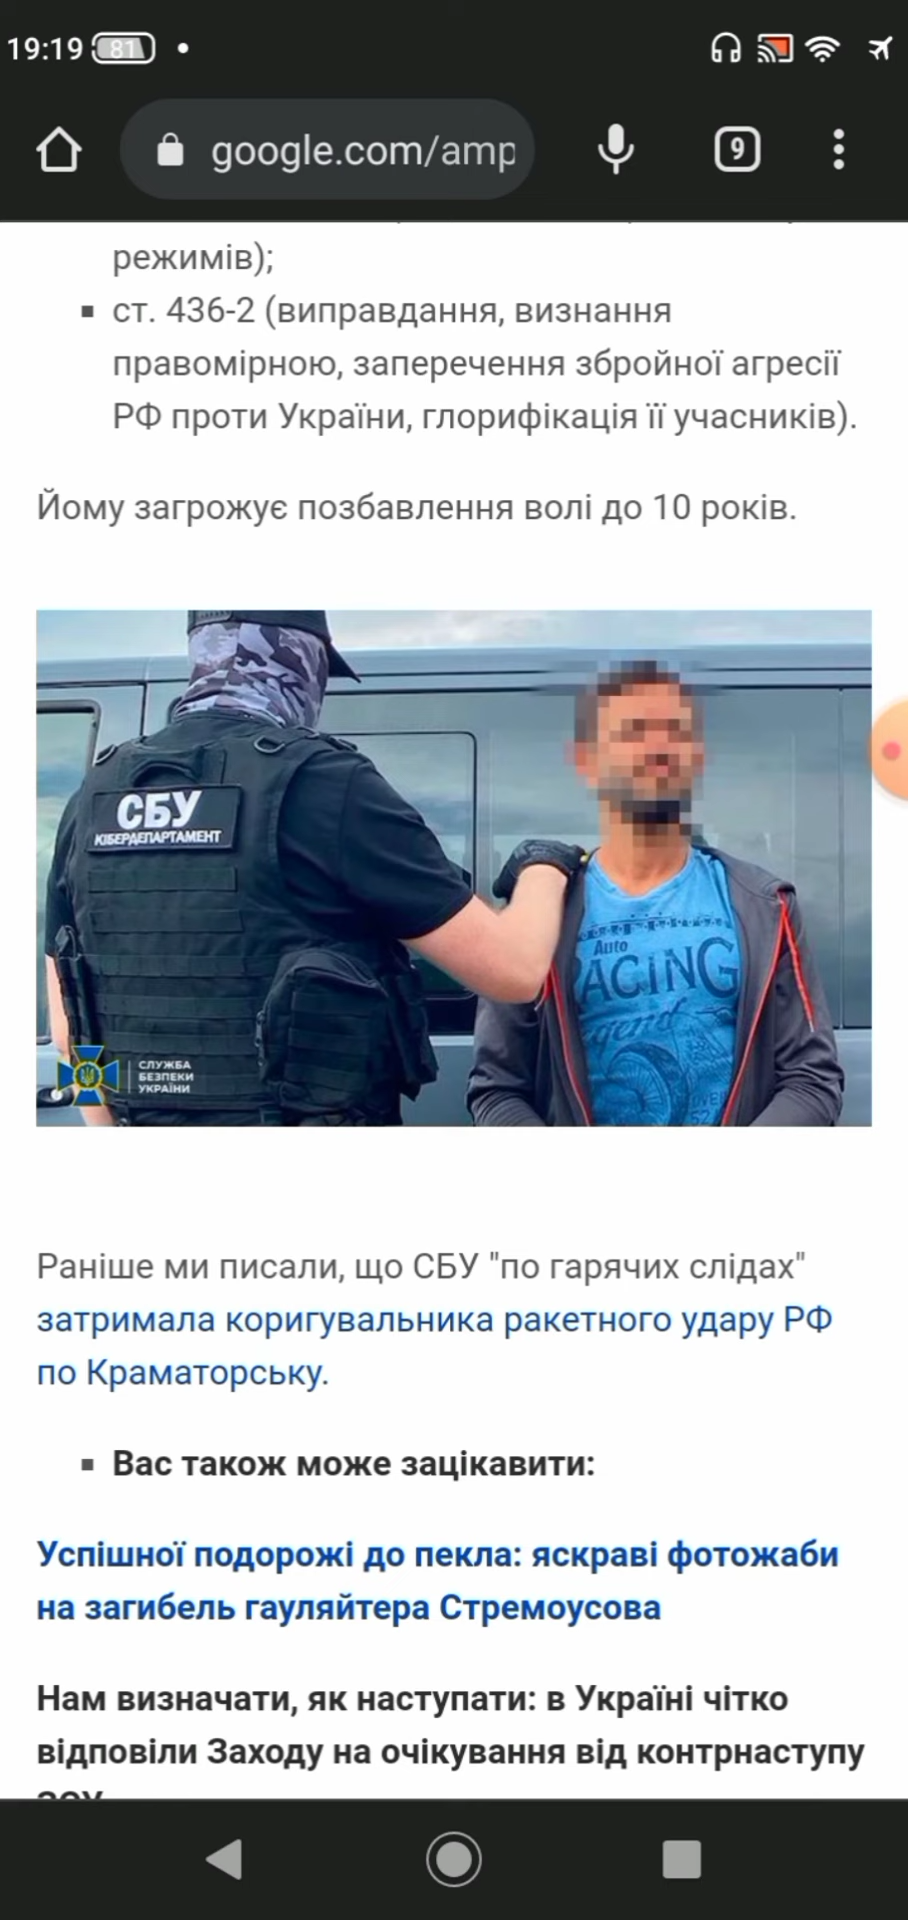 19:19
81
google.com/amp
9
режимів);
▪ ст. 436-2 (виправдання, визнання
правомірною, заперечення збройної агресії
РФ проти України, глорифікація її учасників).
Йому загрожує позбавлення волі до 10 років.
СБУ
КІБЕРДЕПАРТАМЕНТ
Auto
RACING
Legend
СЛУЖБА
БЕЗПЕКИ
УКРАЇНИ
Раніше ми писали, що СБУ "по гарячих слідах"
затримала коригувальника ракетного удару РФ
по Краматорську.
▪ Вас також може зацікавити:
Успішної подорожі до пекла: яскраві фотожаби
на загибель гауляйтера Стремоусова
Нам визначати, як наступати: в Україні чітко
відповіли Заходу на очікування від контрнаступу
ЗСУ